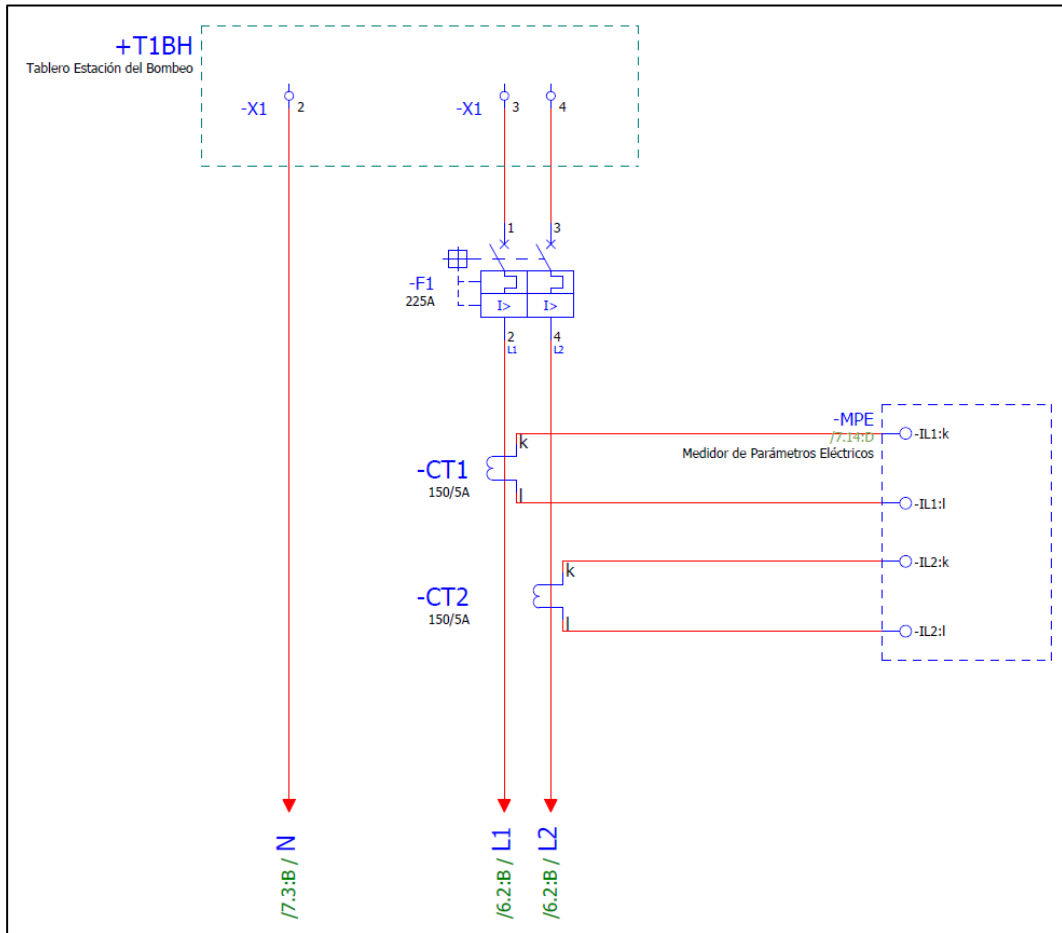 +T1BH
Tablero Estación del Bombeo
-X1
2
-X1
3
4
1
3
-F1
225A
I>
I>
2
4
L1
L2
-MPE
/7.14:D
Medidor de Parámetros Eléctricos
-IL1:k
k
-CT1
150/5A
l
-IL1:l
k
-IL2:k
-CT2
150/5A
l
-IL2:l
/7.3:B / N
/6.2:B / L1
/6.2:B / L2